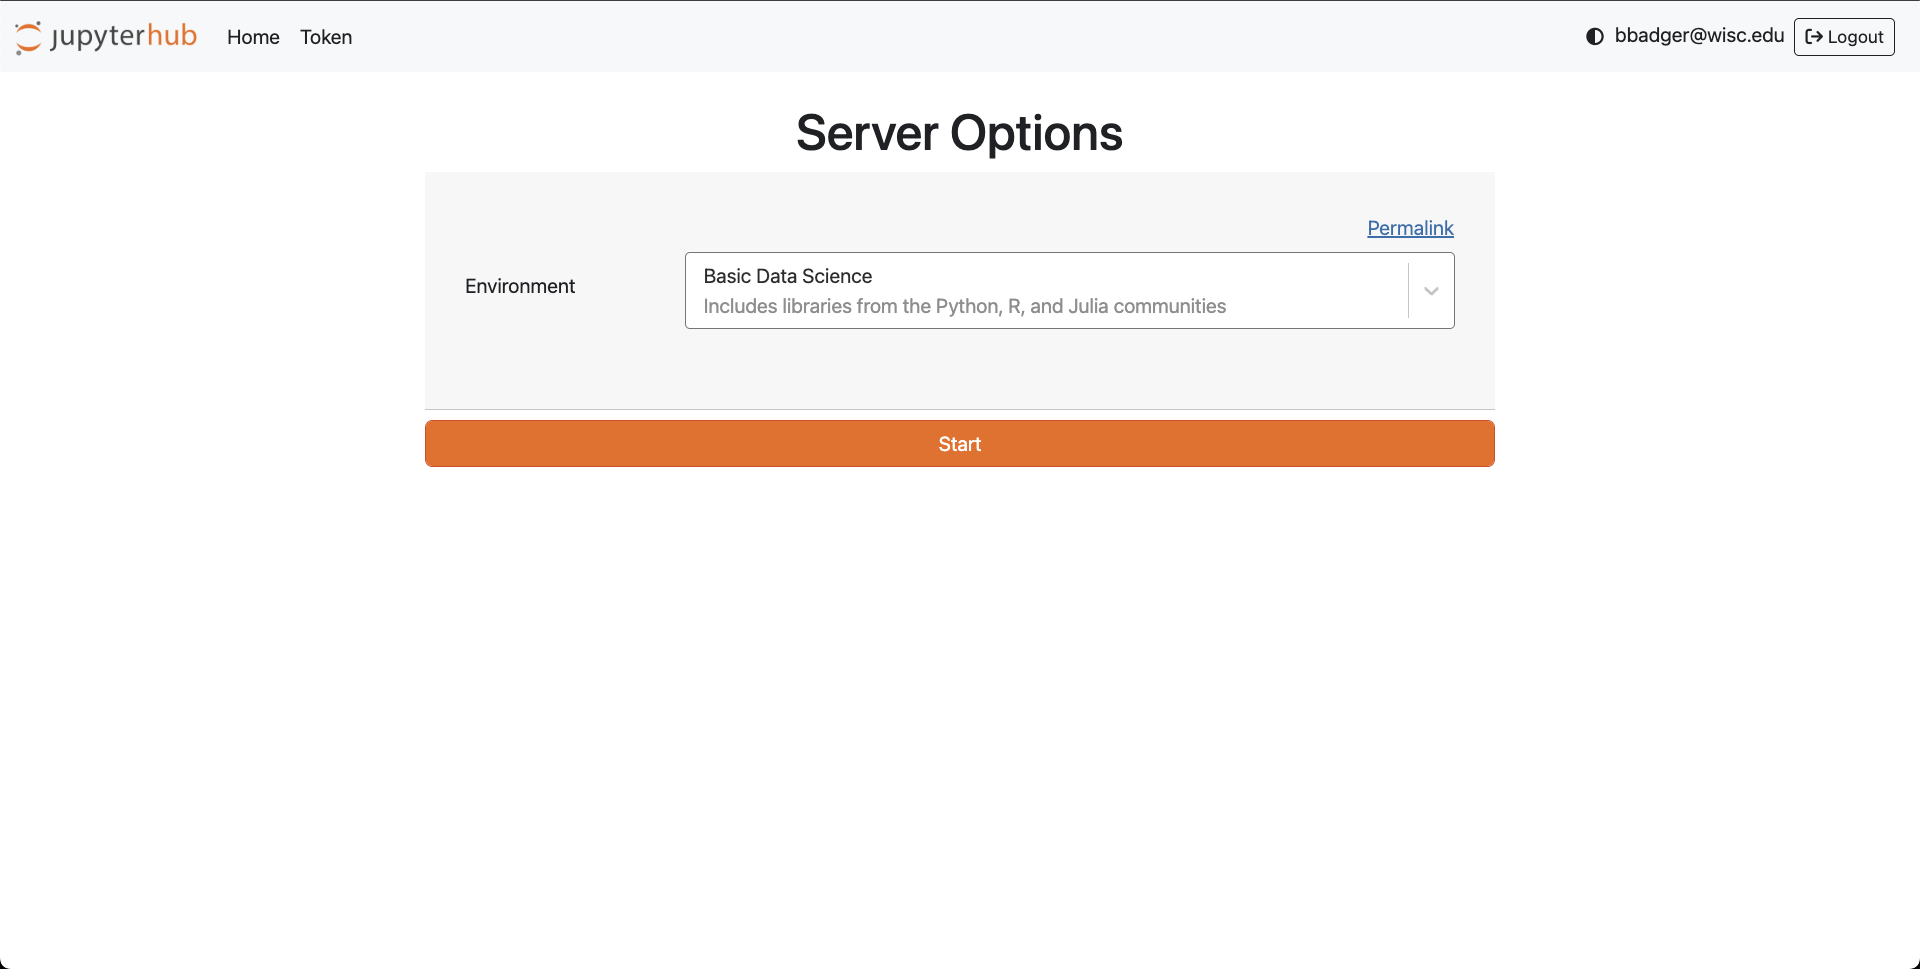 jupyterhub Home Token bbadger@wisc.edu Logout
Server Options
Permalink
Environment
Basic Data Science
Includes libraries from the Python, R, and Julia communities
Start